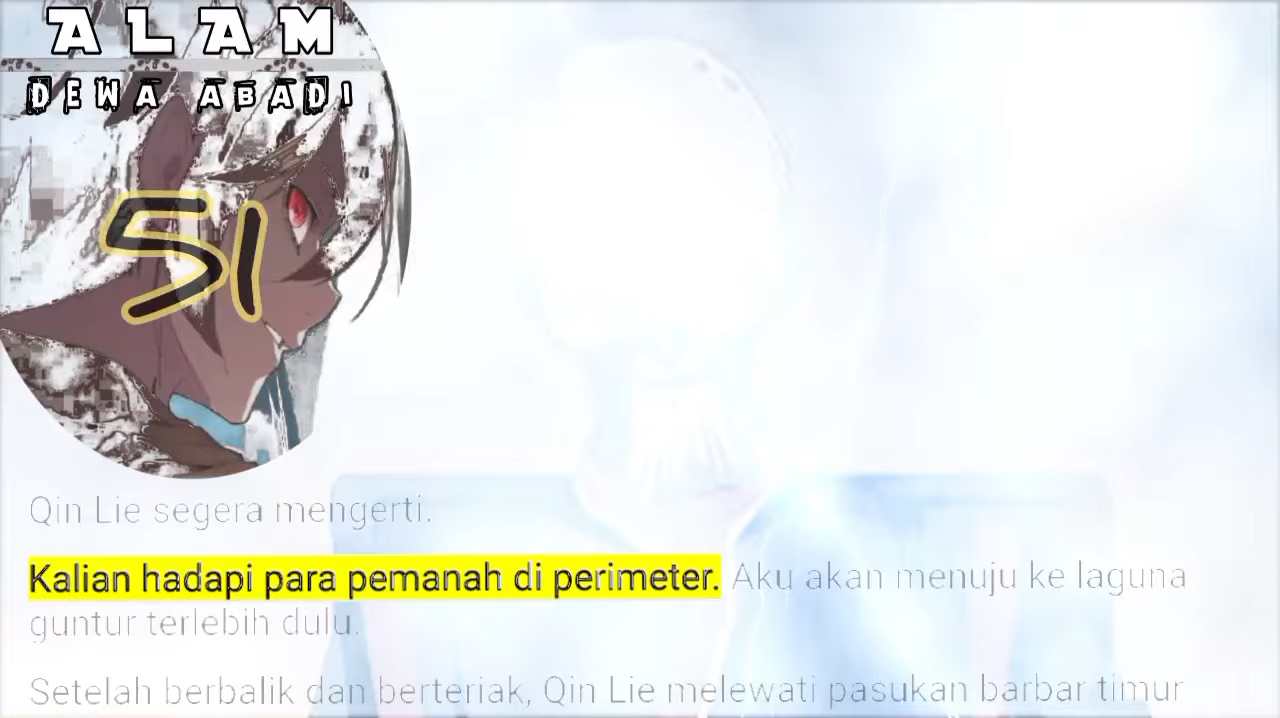 ALAM
DEWA ABADI
51
Qin Lie segera mengerti.
Kalian hadapi para pemanah di perimeter. Aku akan menuju ke laguna
guntur terlebih dulu.
Setelah berbalik dan berteriak, Qin Lie melewati pasukan barbar timur